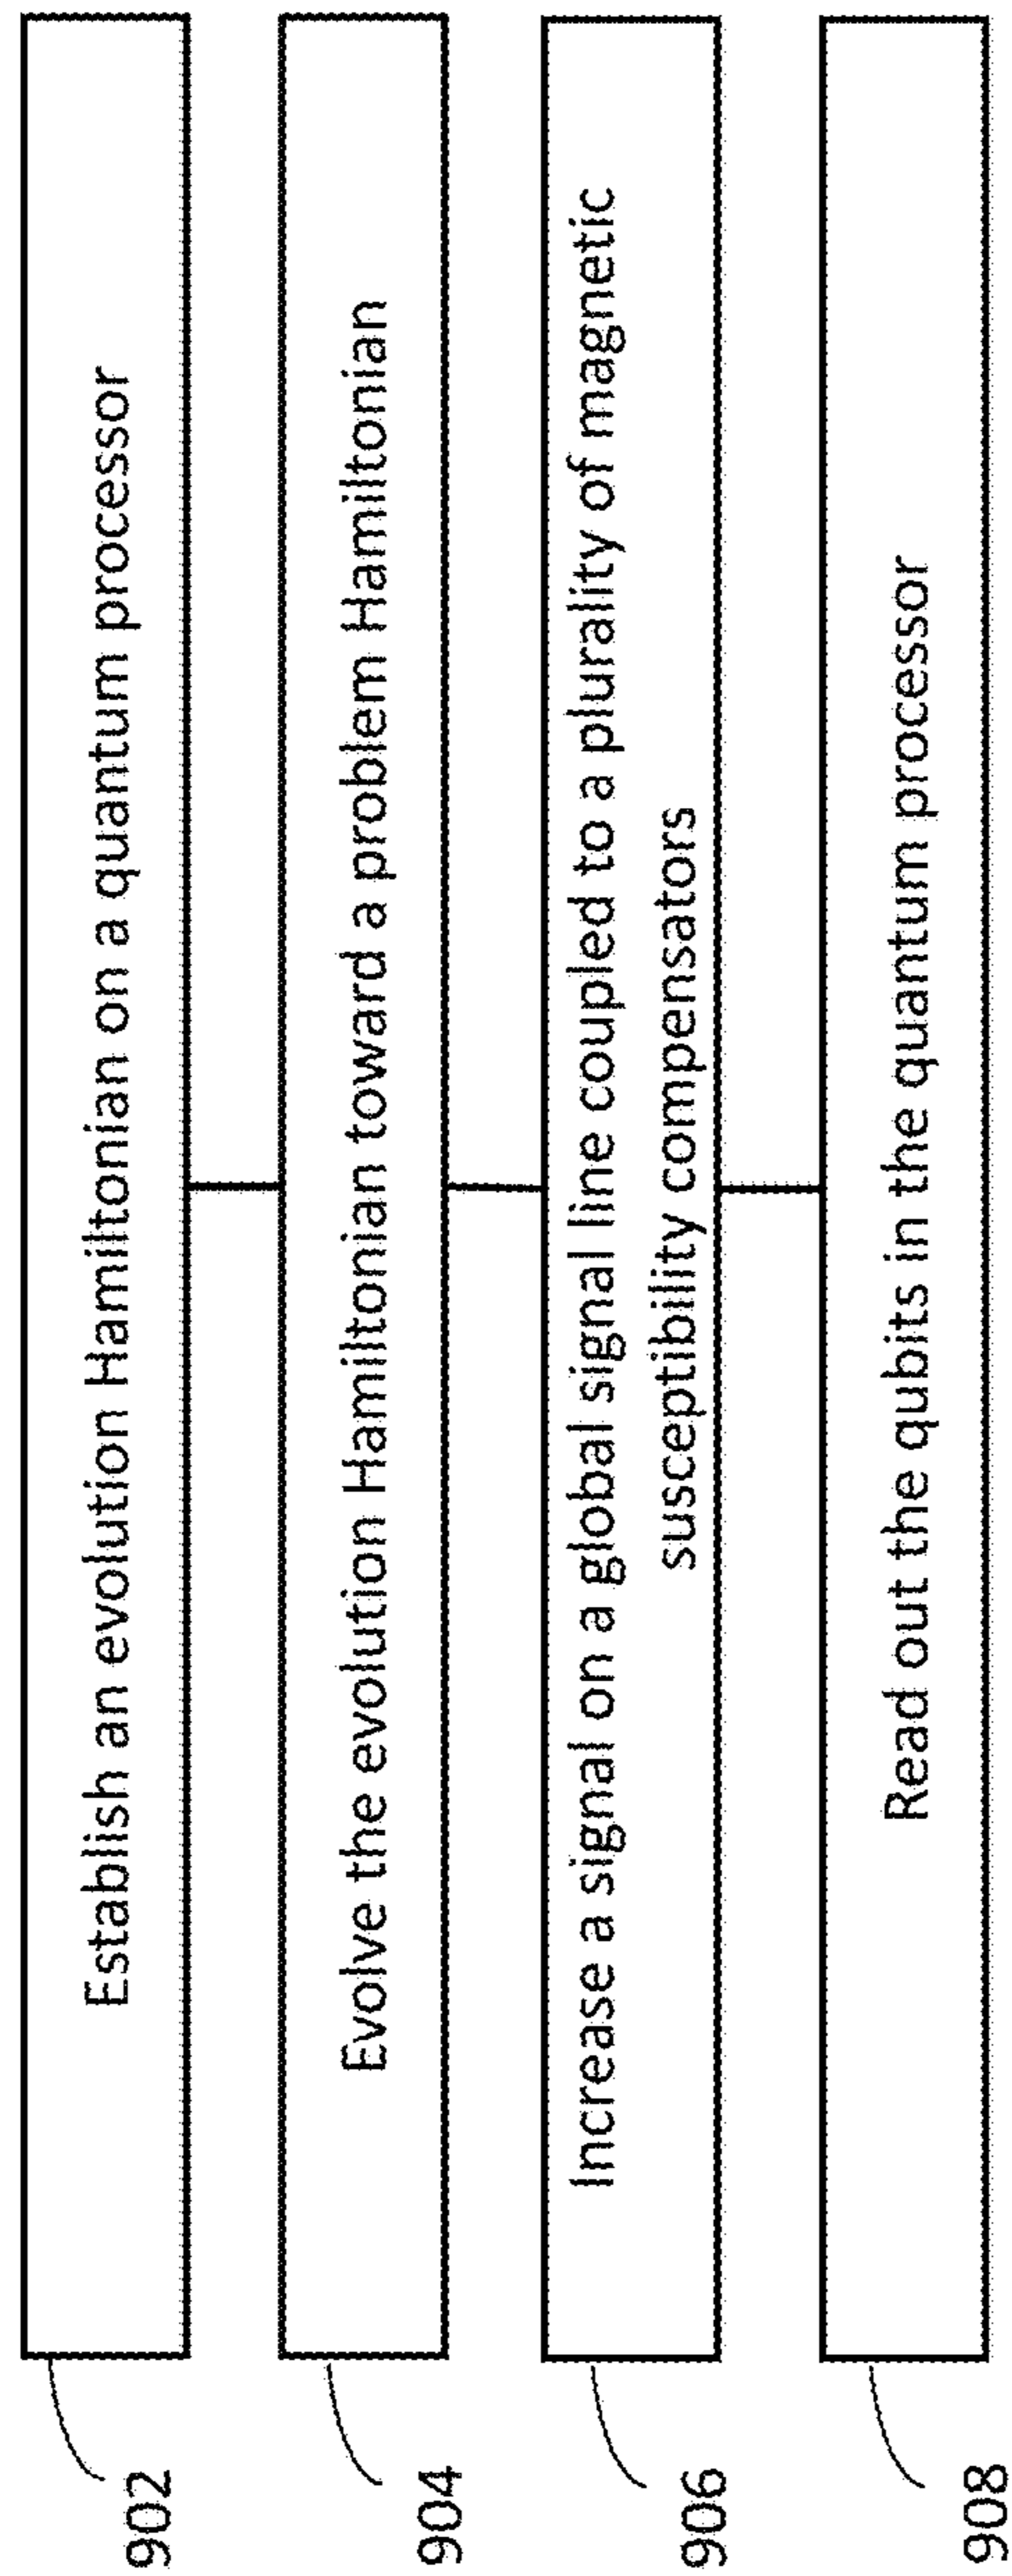 902
Establish an evolution Hamiltonian on a quantum processor
904
Evolve the evolution Hamiltonian toward a problem Hamiltonian
906
Increase a signal on a global signal line coupled to a plurality of magnetic
susceptibility compensators
908
Read out the qubits in the quantum processor